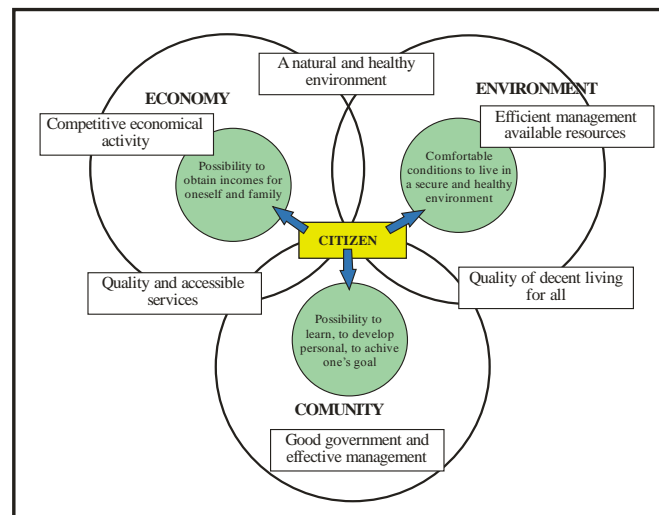 A natural and healthy
environment
ECONOMY
ENVIRONMENT
Competitive economical
activity
Efficient management
available resources
Possibility to
obtain incomes for
oneself and family
Comfortable
conditions to live in
a secure and healthy
environment
CITIZEN
Quality and accessible
services
Quality of decent living
for all
Possibility to
learn, to develop
personal, to achive
one's goal
COMUNITY
Good government and
effective management